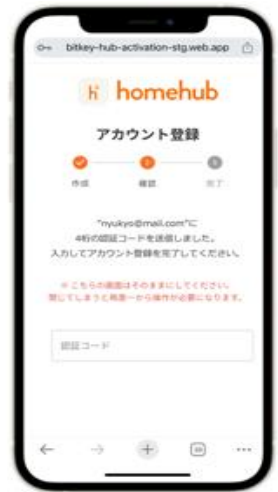 bitkey-hub-activation-stg.web.app
h homehub
アカウント登録
作成 確認 完了
"nyukyo@mail.com"に
4桁の認証コードを送信しました。
入力してアカウント登録を完了してください。
※こちらの画面はそのままにしてください。
閉じてしまうと再度一から操作が必要になります。
認証コード